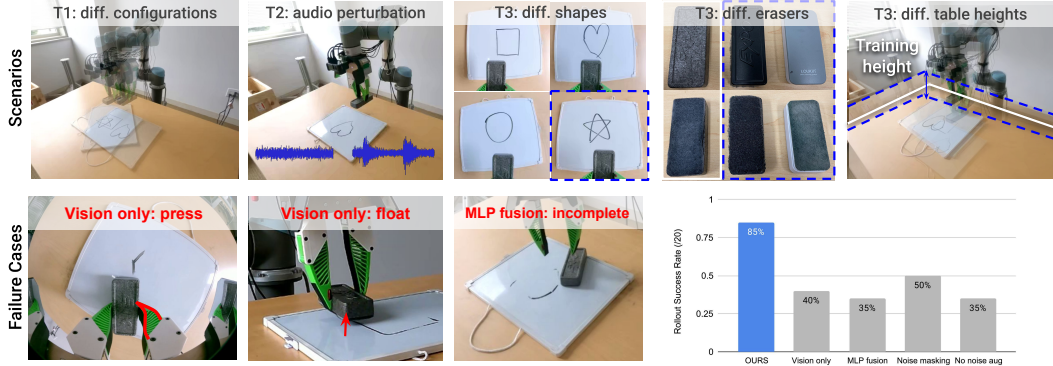 T1: diff. configurations
T2: audio perturbation
T3: diff. shapes
T3: diff. erasers
T3: diff. table heights
Scenarios
Training
height
Failure Cases
Vision only: press
Vision only: float
MLP fusion: incomplete
Rollout Success Rate (/20)
1
0.75
0.5
0.25
0
85%
40%
35%
50%
35%
OURS
Vision only
MLP fusion
Noise masking
No noise aug